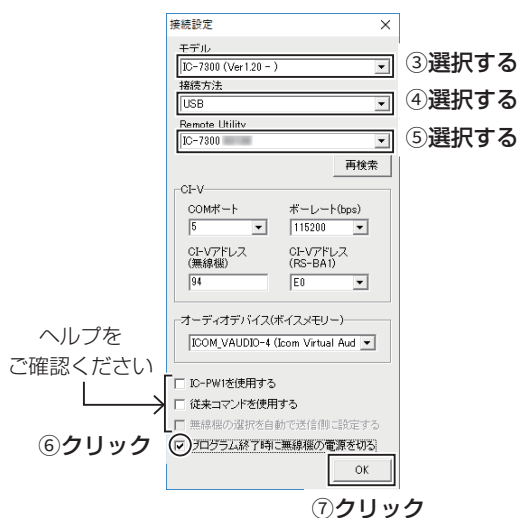 接続設定
モデル
IC-7300 (Ver1.20 - )
③選択する
接続方法
USB
④選択する
Remote Utility
IC-7300
⑤選択する
再検索
CI-V
COMポート
ボーレート(bps)
5
115200
CI-Vアドレス
(無線機)
CI-Vアドレス
(RS-BA1)
94
E0
オーディオデバイス(ボイスメモリー)
ICOM_VAUDIO-4 (Icom Virtual Aud
ヘルプを
ご確認ください
IC-PW1を使用する
従来コマンドを使用する
無線機の選択を自動で送信側に設定する
⑥クリック
プログラム終了時に無線機の電源を切る
OK
⑦クリック